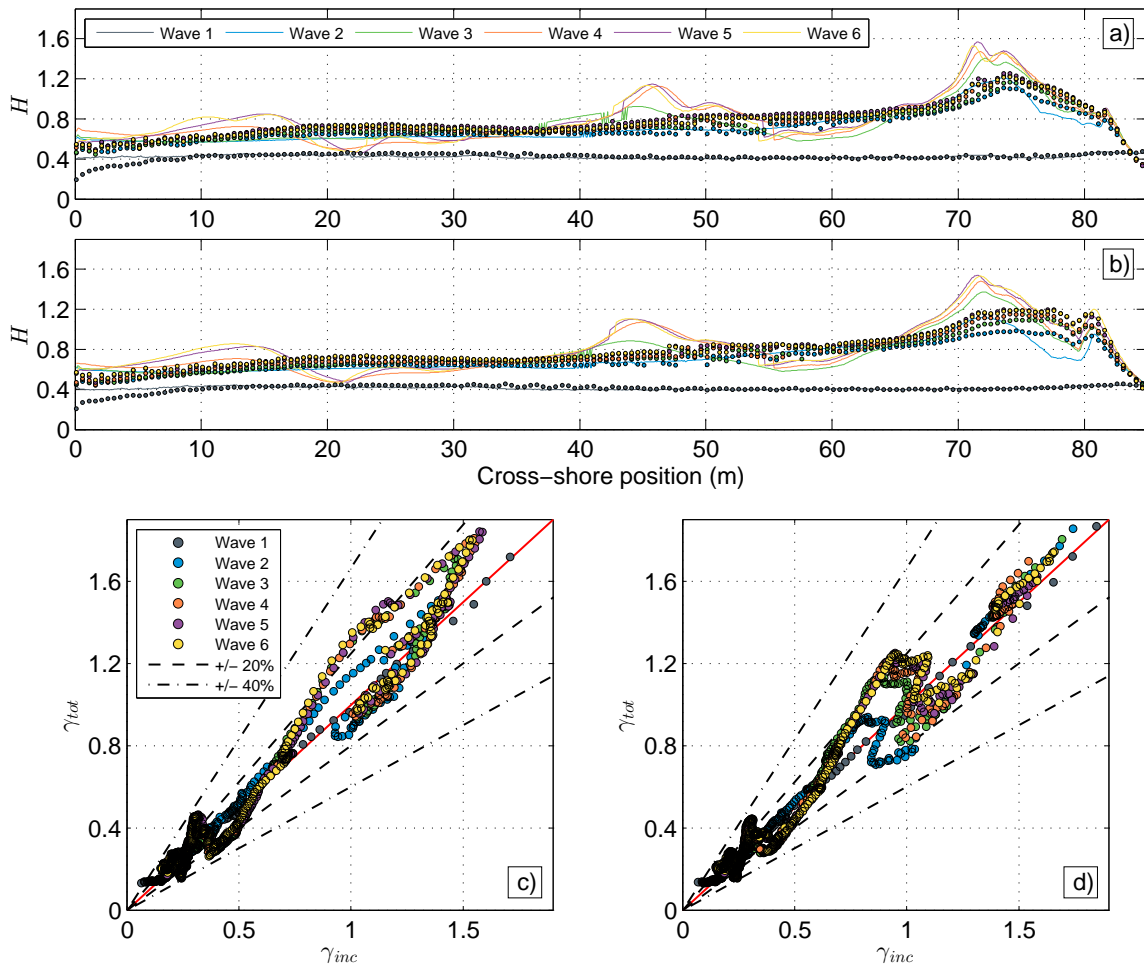 a)
Wave 1 Wave 2 Wave 3 Wave 4 Wave 5 Wave 6
H
1.6
1.2
0.8
0.4
0
0 10 20 30 40 50 60 70 80
b)
H
1.6
1.2
0.8
0.4
0
0 10 20 30 40 50 60 70 80
Cross−shore position (m)
Wave 1
Wave 2
Wave 3
Wave 4
Wave 5
Wave 6
+/− 20%
+/− 40%
γtot
1.6
1.2
0.8
0.4
0
0 0.5 1 1.5
γinc
c)
γtot
1.6
1.2
0.8
0.4
0
0 0.5 1 1.5
γinc
d)